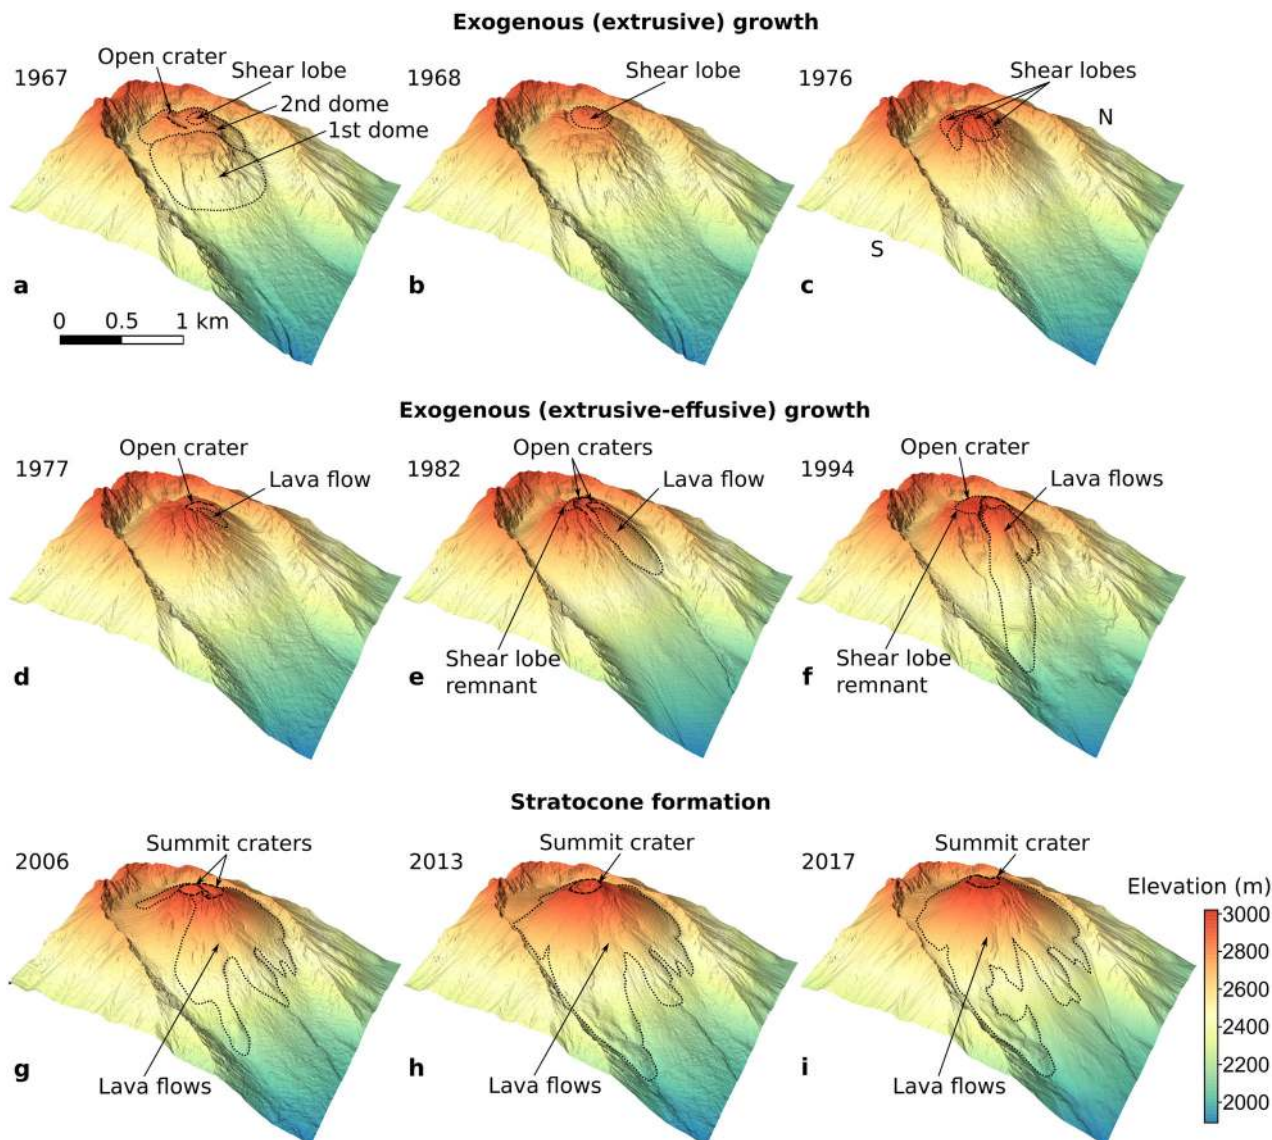 Exogenous (extrusive) growth
1967
Open crater
Shear lobe
2nd dome
1st dome
a
0 0.5 1 km
1968
Shear lobe
b
1976
Shear lobes
N
S
c
Exogenous (extrusive-effusive) growth
1977
Open crater
Lava flow
d
1982
Open craters
Lava flow
Shear lobe
remnant
e
1994
Open crater
Lava flows
Shear lobe
remnant
f
Stratocone formation
2006
Summit craters
Lava flows
g
2013
Summit crater
Lava flows
h
2017
Summit crater
Lava flows
i
Elevation (m)
3000
2800
2600
2400
2200
2000